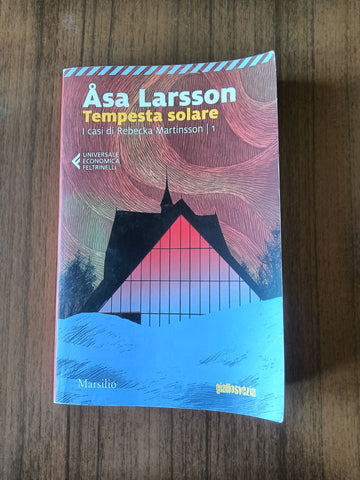 Åsa Larsson
Tempesta solare
I casi di Rebecka Martinsson | 1
UNIVERSALE
ECONOMICA
FELTRINELLI
Marsilio
giallosvezia